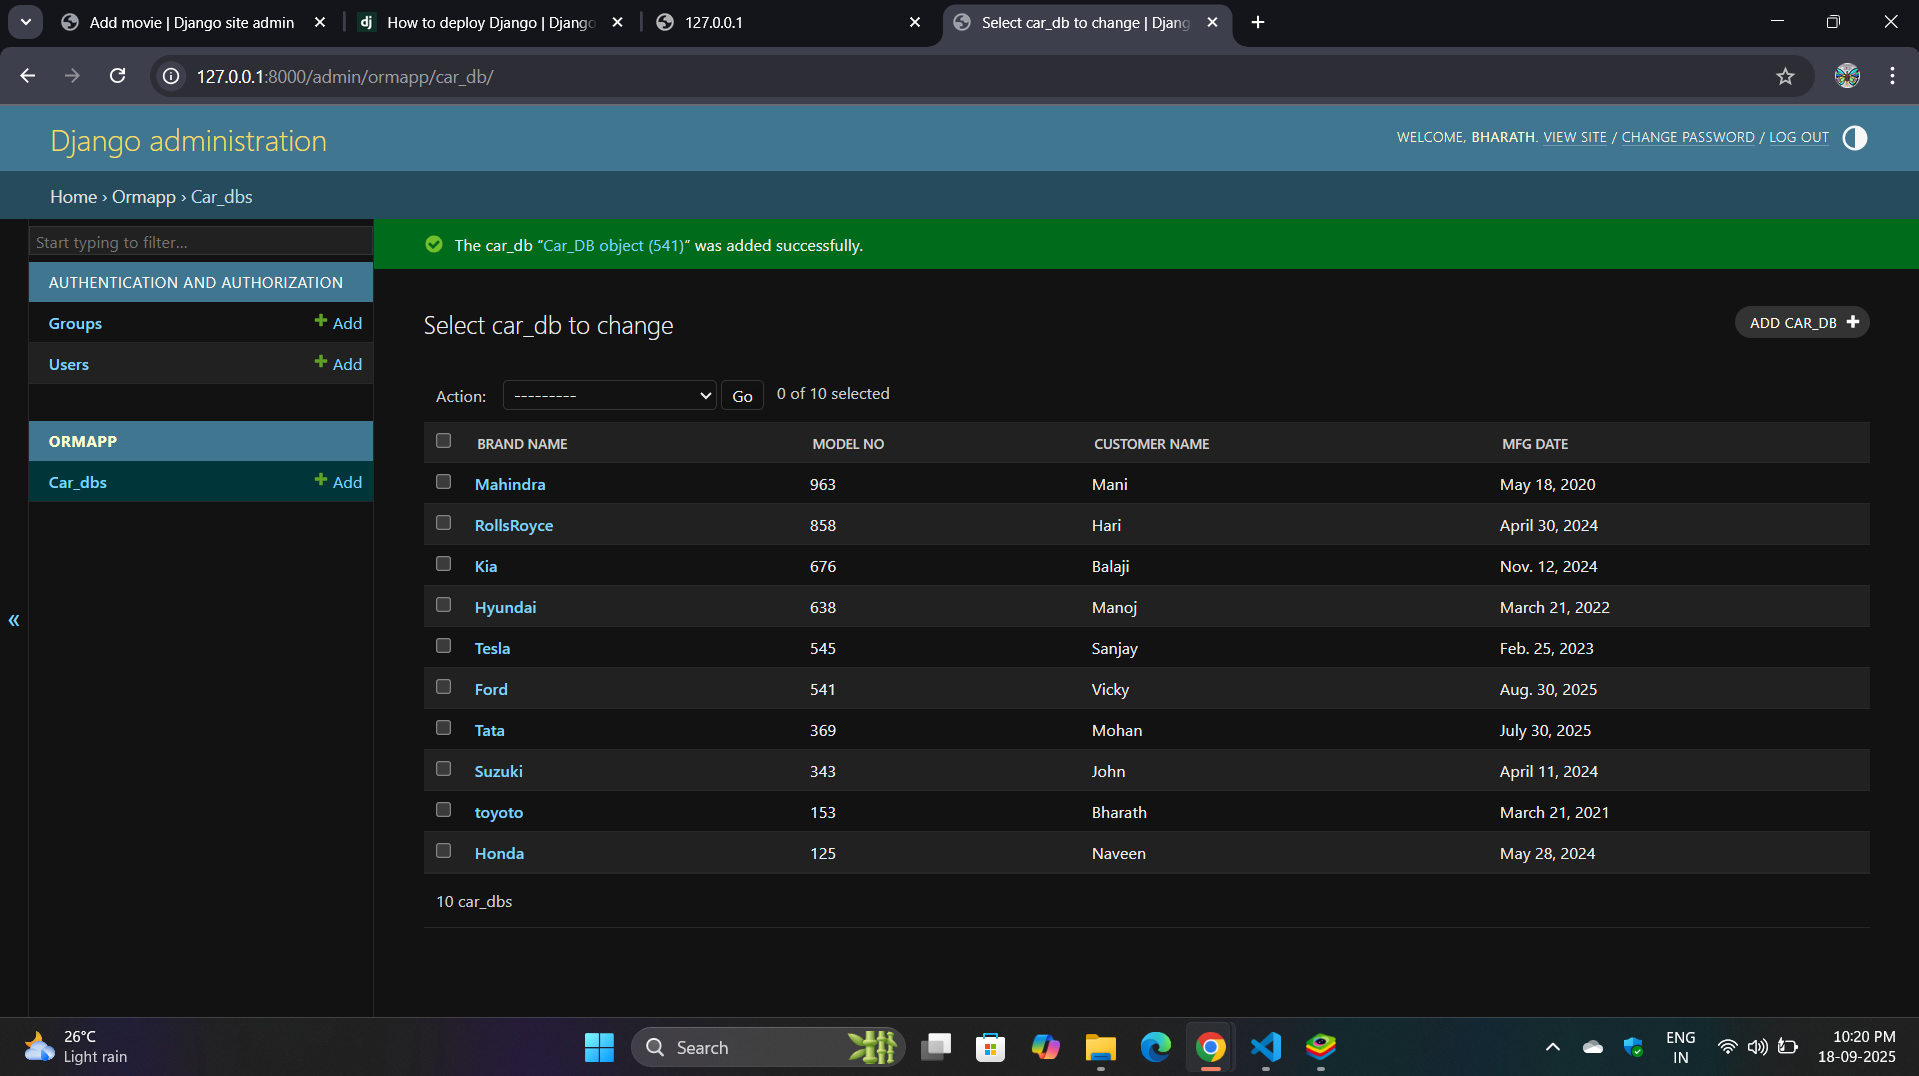 Add movie | Django site admin
How to deploy Django | Django
127.0.0.1
Select car_db to change | Djang
127.0.0.1:8000/admin/ormapp/car_db/
Django administration
WELCOME, BHARATH. VIEW SITE / CHANGE PASSWORD / LOG OUT
Home › Ormapp › Car_dbs
Start typing to filter...
AUTHENTICATION AND AUTHORIZATION
Groups Add
Users Add
ORMAPP
Car_dbs Add
«
The car_db “Car_DB object (541)” was added successfully.
Select car_db to change
ADD CAR_DB
Action: --------- Go 0 of 10 selected
BRAND NAME MODEL NO CUSTOMER NAME MFG DATE
Mahindra 963 Mani May 18, 2020
RollsRoyce 858 Hari April 30, 2024
Kia 676 Balaji Nov. 12, 2024
Hyundai 638 Manoj March 21, 2022
Tesla 545 Sanjay Feb. 25, 2023
Ford 541 Vicky Aug. 30, 2025
Tata 369 Mohan July 30, 2025
Suzuki 343 John April 11, 2024
toyoto 153 Bharath March 21, 2021
Honda 125 Naveen May 28, 2024
10 car_dbs
26°C
Light rain
Search
ENG
IN
10:20 PM
18-09-2025